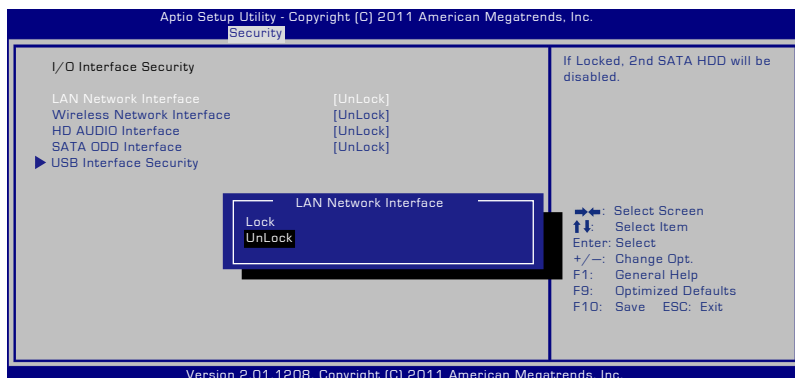 Aptio Setup Utility - Copyright (C) 2011 American Megatrends, Inc.
Security
I/O Interface Security
LAN Network Interface [UnLock]
Wireless Network Interface [UnLock]
HD AUDIO Interface [UnLock]
SATA ODD Interface [UnLock]
USB Interface Security
LAN Network Interface
Lock
UnLock
If Locked, 2nd SATA HDD will be
disabled.
: Select Screen
: Select Item
Enter: Select
+/—: Change Opt.
F1: General Help
F9: Optimized Defaults
F10: Save ESC: Exit
Version 2.01.1208. Copyright (C) 2011 American Megatrends, Inc.